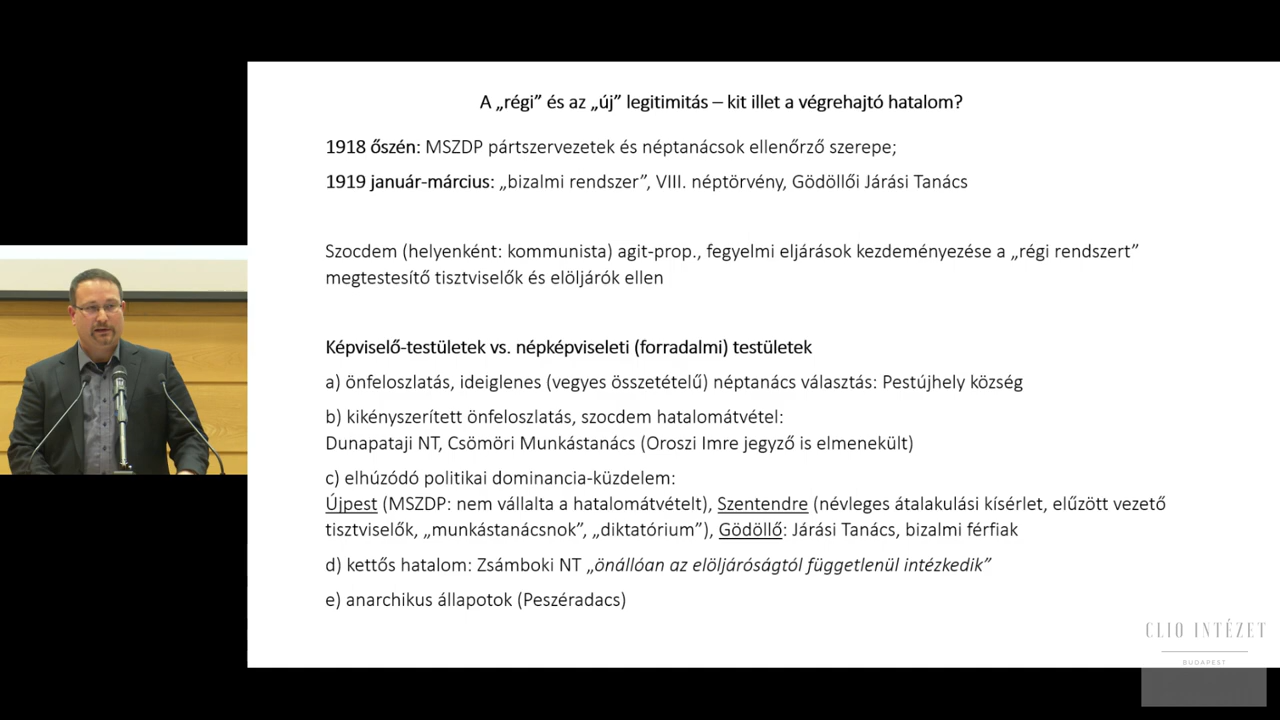 A „régi” és az „új” legitimitás – kit illet a végrehajtó hatalom?
1918 őszén: MSZDP pártszervezetek és néptanácsok ellenőrző szerepe;
1919 január-március: „bizalmi rendszer”, VIII. néptörvény, Gödöllői Járási Tanács
Szocdem (helyenként: kommunista) agit-prop., fegyelmi eljárások kezdeményezése a „régi rendszert”
megtestesítő tisztviselők és elöljárók ellen
Képviselő-testületek vs. népképviseleti (forradalmi) testületek
a) önfeloszlatás, ideiglenes (vegyes összetételű) néptanács választás: Pestújhely község
b) kikényszerített önfeloszlatás, szocdem hatalomátvétel:
Dunapataji NT, Csömöri Munkástanács (Oroszi Imre jegyző is elmenekült)
c) elhúzódó politikai dominancia-küzdelem:
Újpest (MSZDP: nem vállalta a hatalomátvételt), Szentendre (névleges átalakulási kísérlet, elűzött vezető
tisztviselők, „munkástanácsnok”, „diktatórium”), Gödöllő: Járási Tanács, bizalmi férfiak
d) kettős hatalom: Zsámboki NT „önállóan az elöljáróságtól függetlenül intézkedik”
e) anarchikus állapotok (Peszéradacs)
CLIO INTÉZET
BUDAPEST